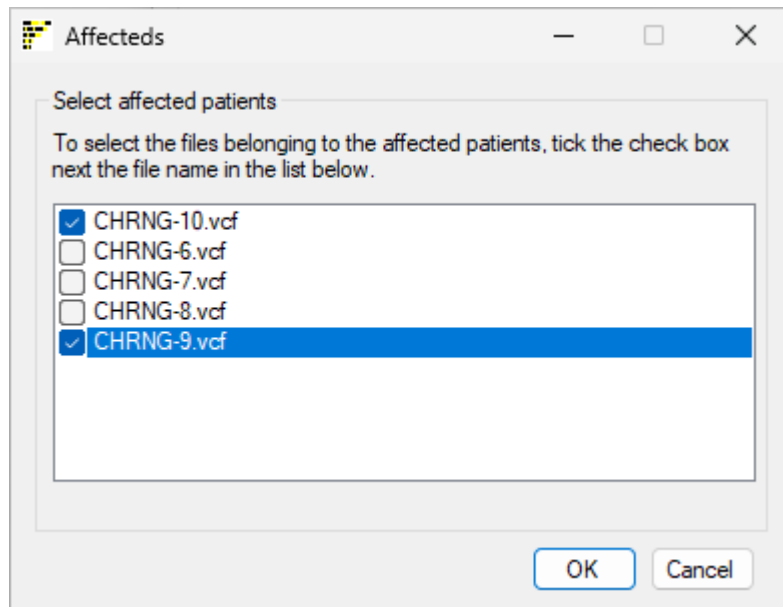 Affecteds
Select affected patients
To select the files belonging to the affected patients, tick the check box
next the file name in the list below.
CHRNG-10.vcf
CHRNG-6.vcf
CHRNG-7.vcf
CHRNG-8.vcf
CHRNG-9.vcf
OK Cancel